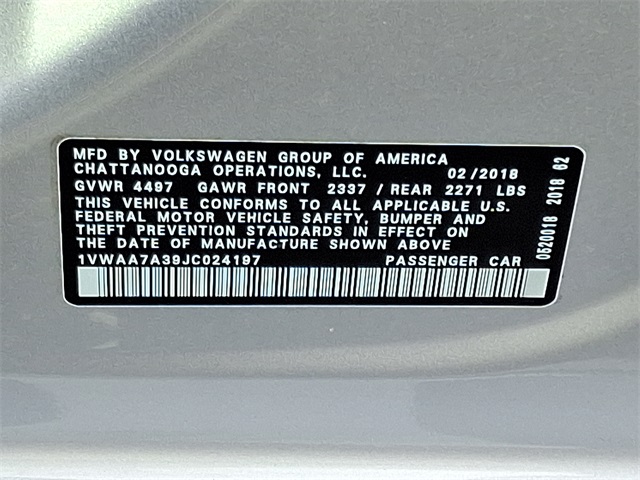 MFD BY VOLKSWAGEN GROUP OF AMERICA
CHATTANOOGA OPERATIONS, LLC. 02/2018
GVWR 4497 GAWR FRONT 2337/REAR 2271 LBS
THIS VEHICLE CONFORMS TO ALL APPLICABLE U.S.
FEDERAL MOTOR VEHICLE SAFETY, BUMPER AND
THEFT PREVENTION STANDARDS IN EFFECT ON
THE DATE OF MANUFACTURE SHOWN ABOVE
1VWAA7A39JC024197 PASSENGER CAR
0520018 2018 62